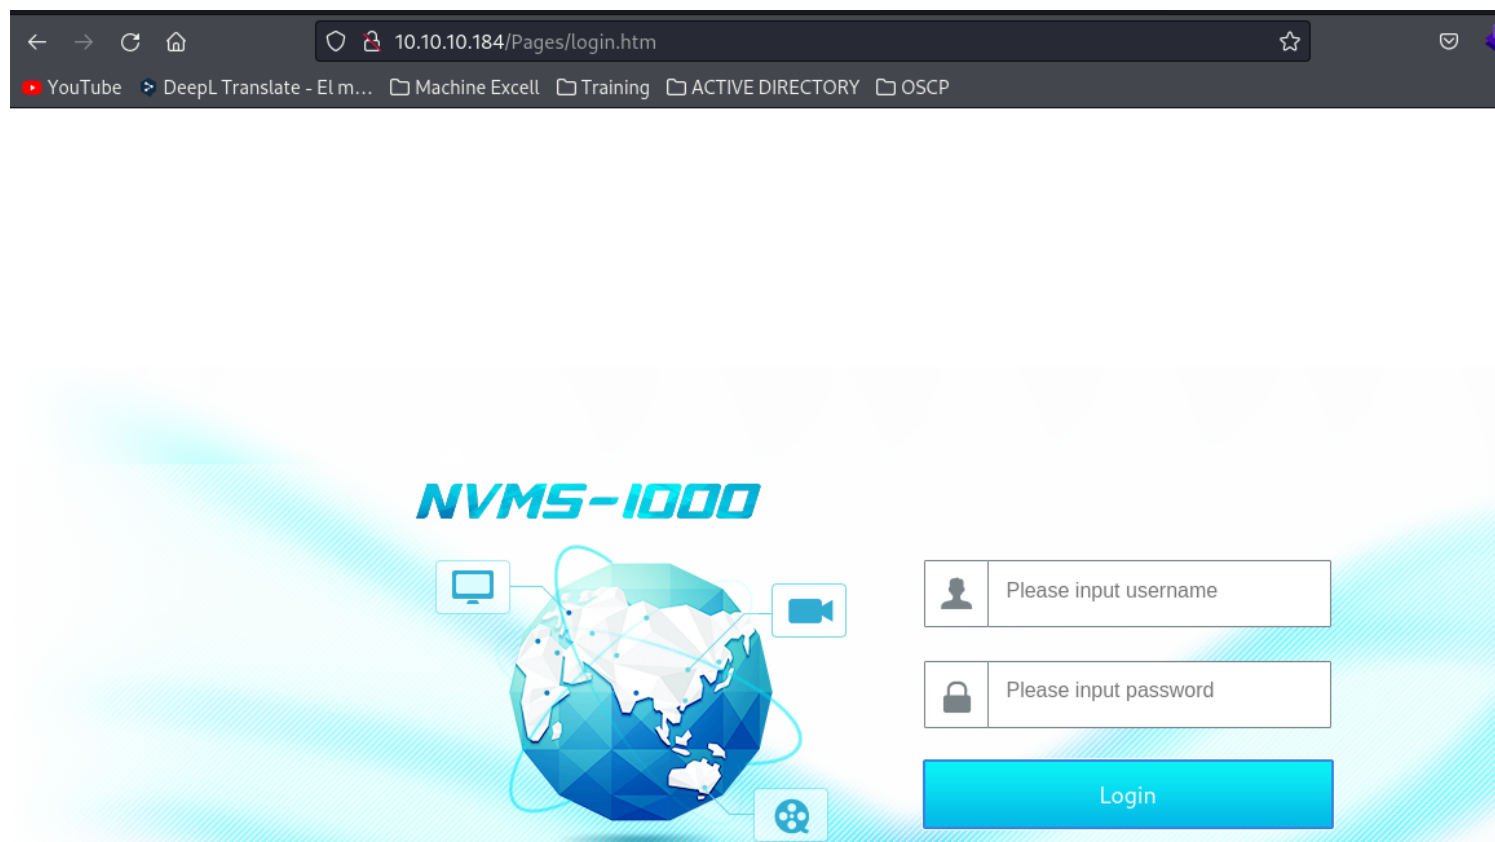 10.10.10.184/Pages/login.htm
YouTube DeepL Translate - El m... Machine Excell Training ACTIVE DIRECTORY OSCP
NVMS-1000
Please input username
Please input password
Login